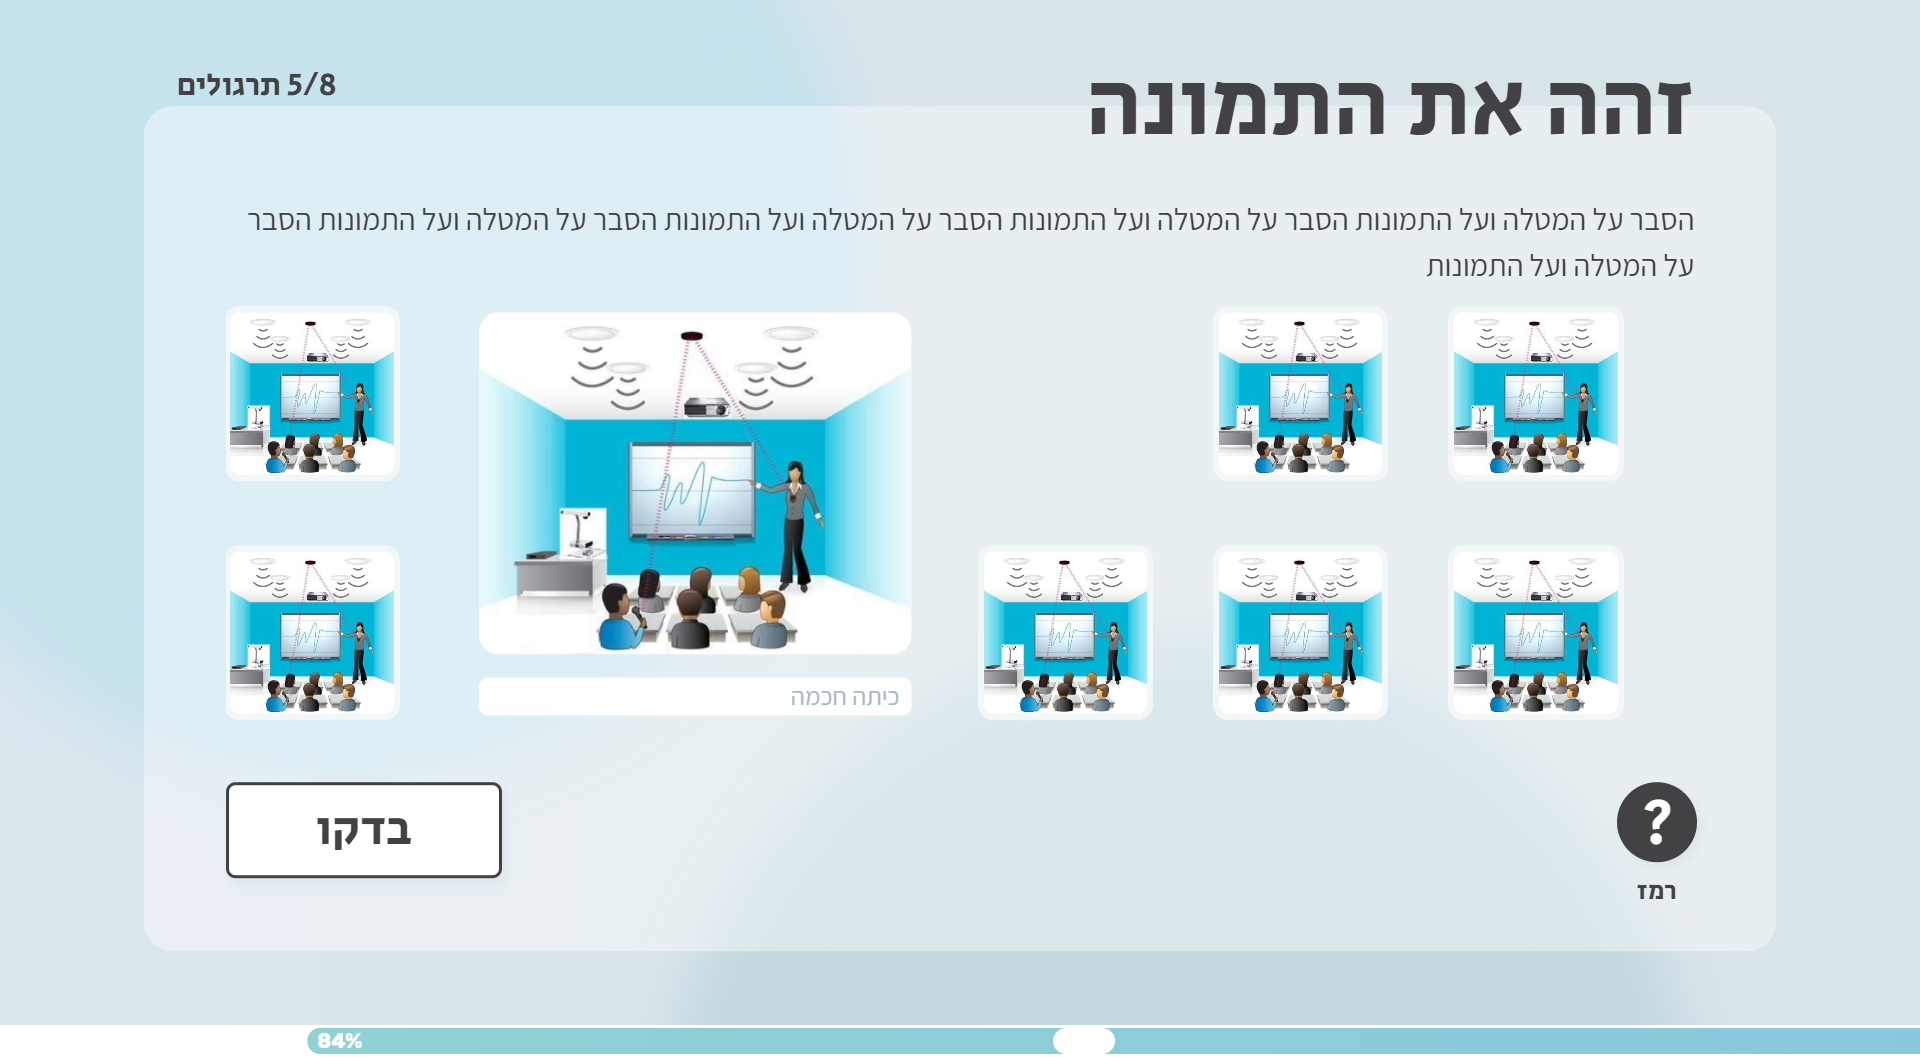 זהה את התמונה
5/8 תרגולים
הסבר על המטלה ועל התמונות הסבר על המטלה ועל התמונות הסבר על המטלה ועל התמונות הסבר על המטלה ועל התמונות הסבר
על המטלה ועל התמונות
כיתה חכמה
?
רמז
בדקו
84%